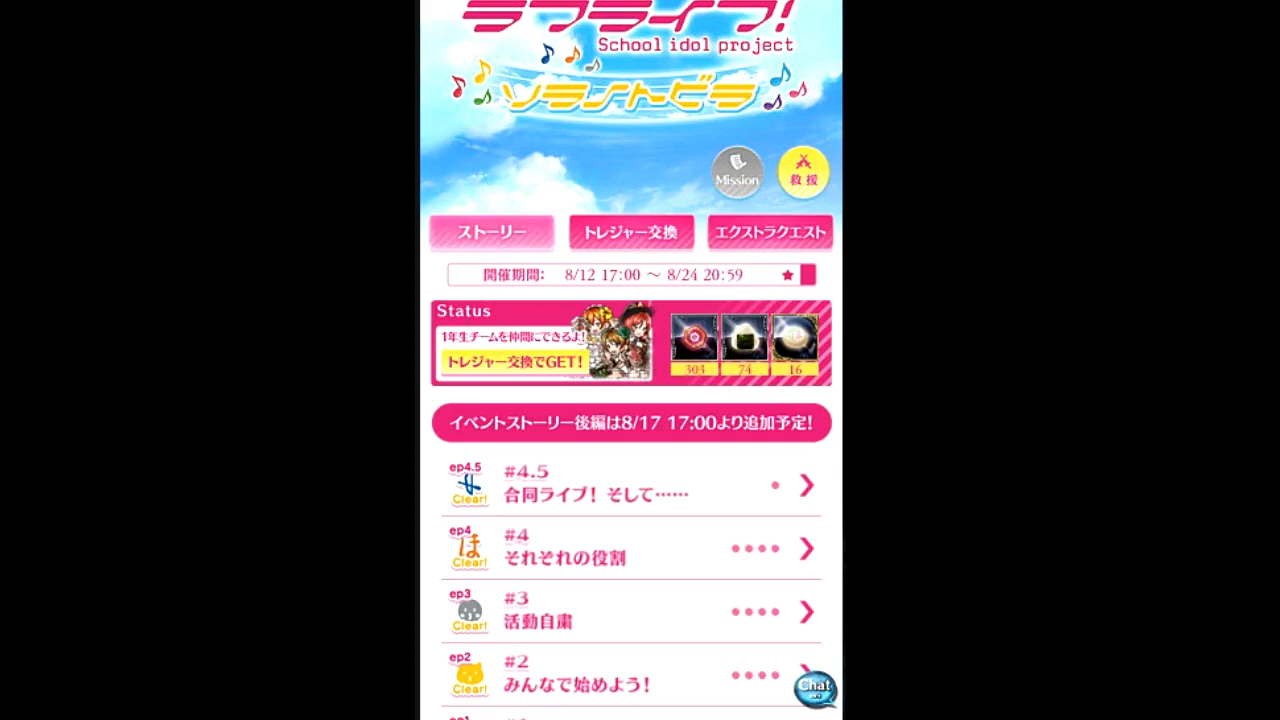 ラブライブ!
School idol project
ソラノトビラ
Mission
救援
ストーリー
トレジャー交換
エクストラクエスト
開催期間: 8/12 17:00 ～ 8/24 20:59 ★
Status
1年生チームを仲間にできるよ!
トレジャー交換でGET!
303
74
16
イベントストーリー後編は8/17 17:00より追加予定!
ep4.5
Clear!
#4.5
合同ライブ! そして……
ep4
ほ
Clear!
#4
それぞれの役割
ep3
Clear!
#3
活動自粛
ep2
Clear!
#2
みんなで始めよう!
Chat